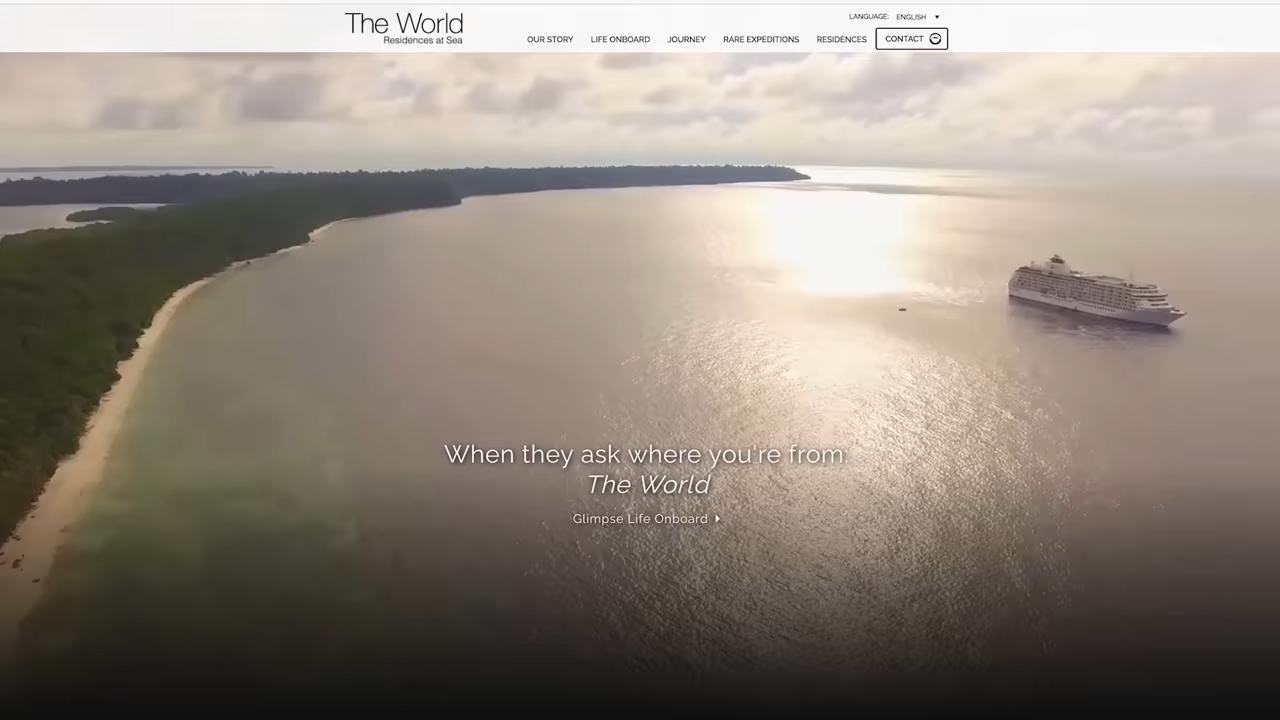 The World
Residences at Sea
LANGUAGE: ENGLISH
OUR STORY LIFE ONBOARD JOURNEY RARE EXPEDITIONS RESIDENCES CONTACT
When they ask where you're from:
The World
Glimpse Life Onboard